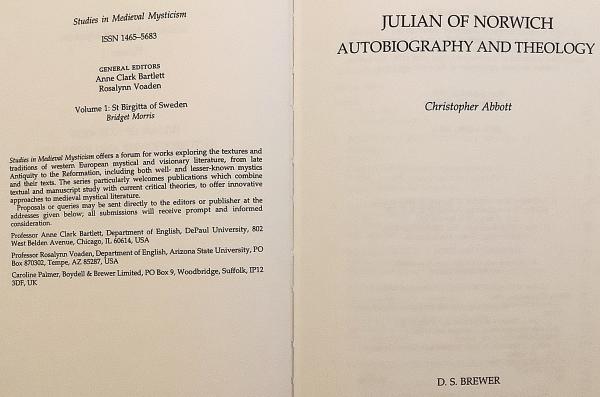 Studies in Medieval Mysticism
ISSN 1465–5683
GENERAL EDITORS
Anne Clark Bartlett
Rosalynn Voaden
Volume 1: St Birgitta of Sweden
Bridget Morris
Studies in Medieval Mysticism offers a forum for works exploring the textures and
traditions of western European mystical and visionary literature, from late
Antiquity to the Reformation, including both well- and lesser-known mystics
and their texts. The series particularly welcomes publications which combine
textual and manuscript study with current critical theories, to offer innovative
approaches to medieval mystical literature.
Proposals or queries may be sent directly to the editors or publisher at the
addresses given below; all submissions will receive prompt and informed
consideration.
Professor Anne Clark Bartlett, Department of English, DePaul University, 802
West Belden Avenue, Chicago, IL 60614, USA
Professor Rosalynn Voaden, Department of English, Arizona State University, PO
Box 870302, Tempe, AZ 85287, USA
Caroline Palmer, Boydell & Brewer Limited, PO Box 9, Woodbridge, Suffolk, IP12
3DF, UK
JULIAN OF NORWICH
AUTOBIOGRAPHY AND THEOLOGY
Christopher Abbott
D. S. BREWER